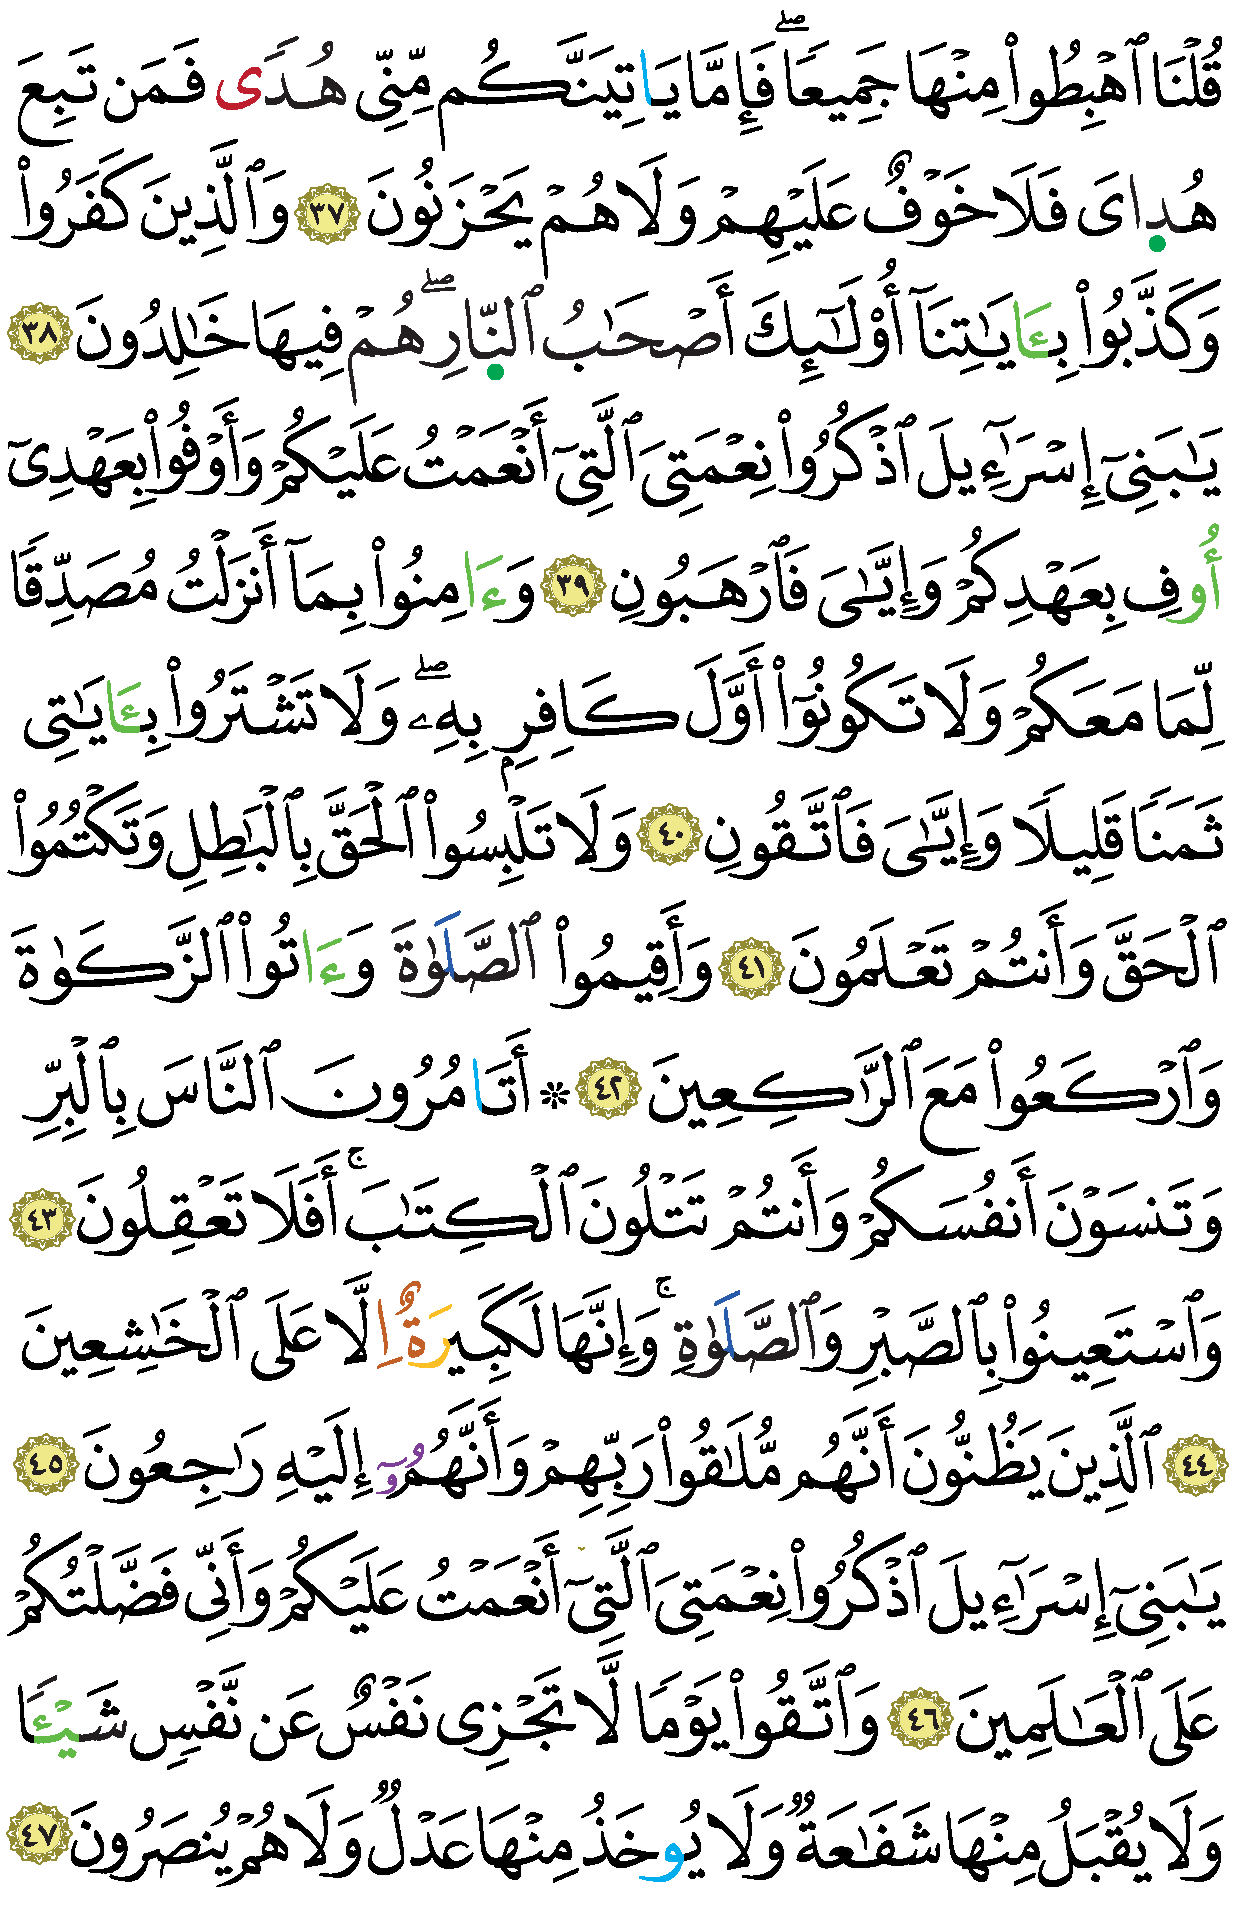 قُلْنَا ٱهْبِطُوا۟ مِنْهَا جَمِيعًاۖ فَإِمَّا يَاتِيَنَّكُم مِّنِّى هُدًى فَمَن تَبِعَ
هُدِاىَ فَلَا خَوْفٌ عَلَيْهِمْ وَلَا هُمْ يَحْزَنُونَ ٣٧ وَٱلَّذِينَ كَفَرُوا۟
وَكَذَّبُوا۟ بِـَٔايَٰتِنَآ أُو۟لَٰٓئِكَ أَصْحَٰبُ ٱلنّ۪ارِۖ هُمْ فِيهَا خَٰلِدُونَ ٣٨
يَٰبَنِىٓ إِسْرَٰٓءِيلَ ٱذْكُرُوا۟ نِعْمَتِىَ ٱلَّتِىٓ أَنْعَمْتُ عَلَيْكُمْ وَأَوْفُوا۟ بِعَهْدِىٓ
أُوفِ بِعَهْدِكُمْ وَإِيَّٰىَ فَٱرْهَبُونِ ٣٩ وَءَامِنُوا۟ بِمَآ أَنزَلْتُ مُصَدِّقًا
لِّمَا مَعَكُمْ وَلَا تَكُونُوٓا۟ أَوَّلَ كَافِرٍۭ بِهِۦۖ وَلَا تَشْتَرُوا۟ بِـَٔايَٰتِى
ثَمَنًا قَلِيلًا وَإِيَّٰىَ فَٱتَّقُونِ ٤٠ وَلَا تَلْبِسُوا۟ ٱلْحَقَّ بِٱلْبَٰطِلِ وَتَكْتُمُوا۟
ٱلْحَقَّ وَأَنتُمْ تَعْلَمُونَ ٤١ وَأَقِيمُوا۟ ٱلصَّلَوٰةَ وَءَاتُوا۟ ٱلزَّكَوٰةَ
وَٱرْكَعُوا۟ مَعَ ٱلرَّٰكِعِينَ ٤٢ ۞ أَتَامُرُونَ ٱلنَّاسَ بِٱلْبِرِّ
وَتَنسَوْنَ أَنفُسَكُمْ وَأَنتُمْ تَتْلُونَ ٱلْكِتَٰبَۚ أَفَلَا تَعْقِلُونَ ٤٣
وَٱسْتَعِينُوا۟ بِٱلصَّبْرِ وَٱلصَّلَوٰةِۚ وَإِنَّهَا لَكَبِيرَةٌ اِلَّا عَلَى ٱلْخَٰشِعِينَ
٤٤ ٱلَّذِينَ يَظُنُّونَ أَنَّهُم مُّلَٰقُوا۟ رَبِّهِمْ وَأَنَّهُمُۥٓ إِلَيْهِ رَٰجِعُونَ ٤٥
يَٰبَنِىٓ إِسْرَٰٓءِيلَ ٱذْكُرُوا۟ نِعْمَتِىَ ٱلَّتِىٓ أَنْعَمْتُ عَلَيْكُمْ وَأَنِّى فَضَّلْتُكُمْ
عَلَى ٱلْعَٰلَمِينَ ٤٦ وَٱتَّقُوا۟ يَوْمًا لَّا تَجْزِى نَفْسٌ عَن نَّفْسٍ شَيْـًٔا
وَلَا يُقْبَلُ مِنْهَا شَفَٰعَةٌ وَلَا يُوخَذُ مِنْهَا عَدْلٌ وَلَا هُمْ يُنصَرُونَ ٤٧